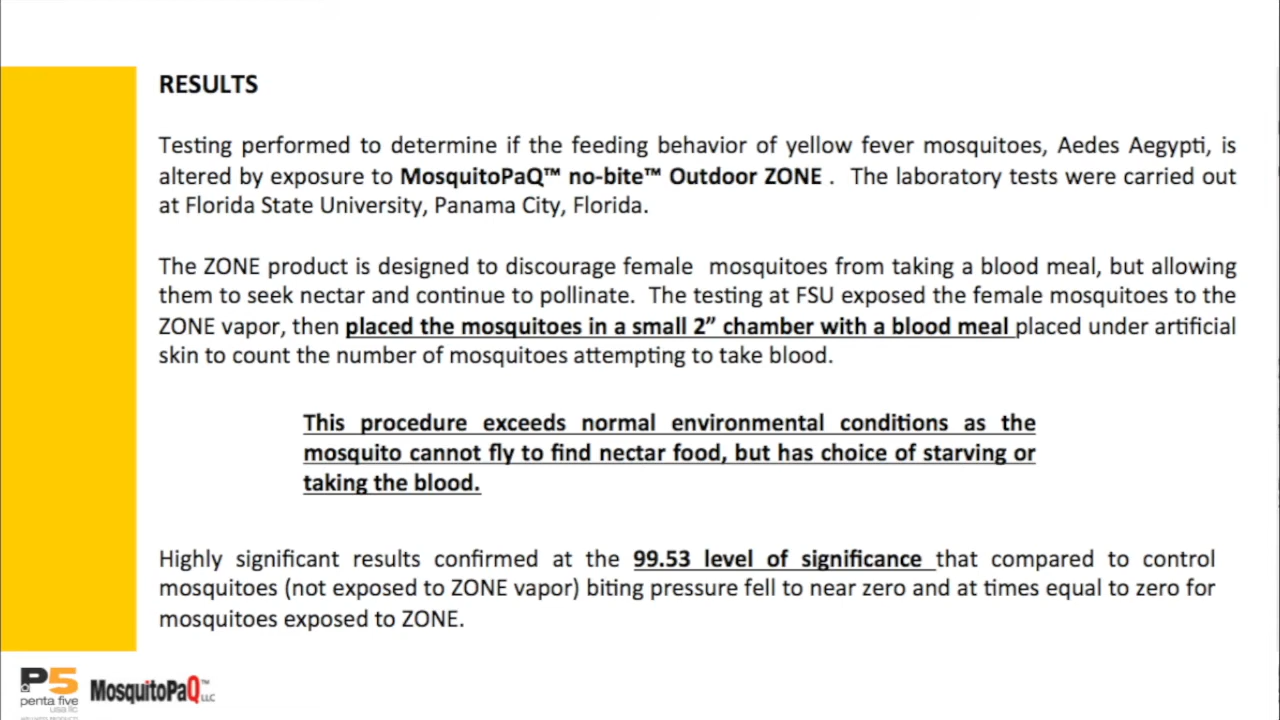 RESULTS
Testing performed to determine if the feeding behavior of yellow fever mosquitoes, Aedes Aegypti, is
altered by exposure to MosquitoPaQ™ no-bite™ Outdoor ZONE . The laboratory tests were carried out
at Florida State University, Panama City, Florida.
The ZONE product is designed to discourage female mosquitoes from taking a blood meal, but allowing
them to seek nectar and continue to pollinate. The testing at FSU exposed the female mosquitoes to the
ZONE vapor, then placed the mosquitoes in a small 2” chamber with a blood meal placed under artificial
skin to count the number of mosquitoes attempting to take blood.
This procedure exceeds normal environmental conditions as the
mosquito cannot fly to find nectar food, but has choice of starving or
taking the blood.
Highly significant results confirmed at the 99.53 level of significance that compared to control
mosquitoes (not exposed to ZONE vapor) biting pressure fell to near zero and at times equal to zero for
mosquitoes exposed to ZONE.
P5
penta five
usa llc
MosquitoPaQ™ LLC